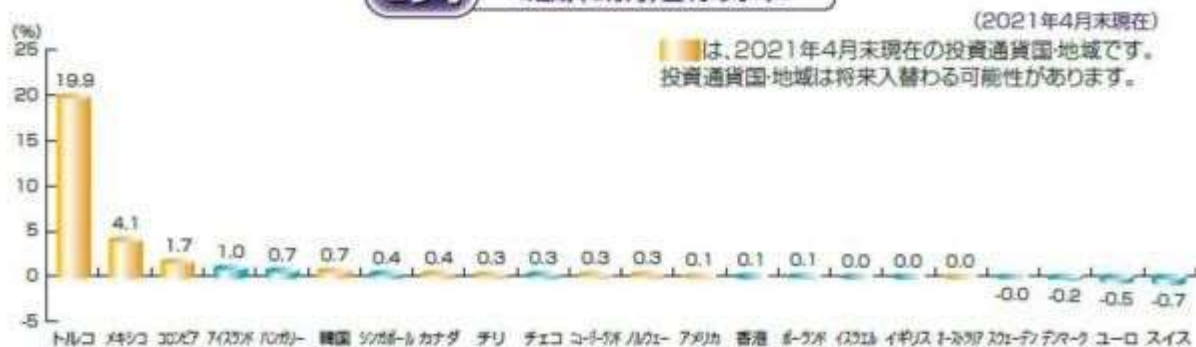 (2021年4月末現在)
(%)
は、2021年4月末現在の投資通貨国・地域です。
投資通貨国・地域は将来入替わる可能性があります。
25
20
15
10
5
0
-5
19.9 4.1 1.7 1.0 0.7 0.7 0.4 0.4 0.3 0.3 0.3 0.3 0.1 0.1 0.1 0.0 0.0 0.0 -0.0 -0.2 -0.5 -0.7
トルコ メキシコ コロンビア アイスランド ハンガリー 韓国 シンガポール カナダ チリ チェコ ニュージーランド ノルウェー アメリカ 香港 ポーランド イスラエル イギリス オーストラリア スウェーデン デンマーク ユーロ スイス